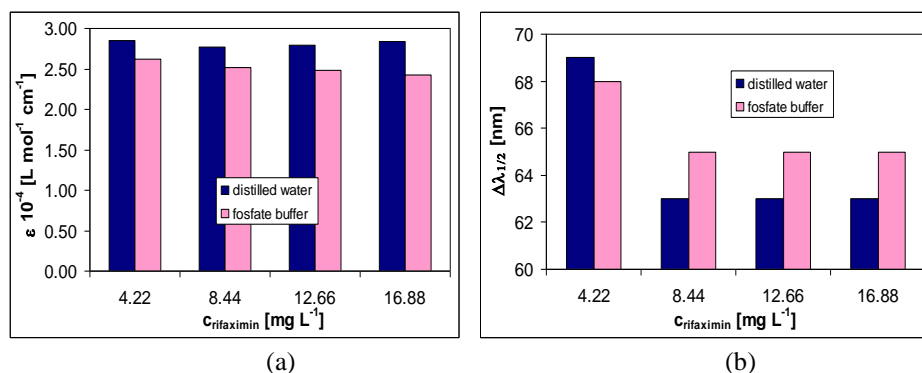 3.00
2.50
2.00
1.50
1.00
0.50
0.00
ε 10⁻⁴ [L mol⁻¹ cm⁻¹]
distilled water
fosfate buffer
4.22 8.44 12.66 16.88
c_rifaximin [mg L⁻¹]
(a)
70
68
66
64
62
60
Δλ₁/₂ [nm]
distilled water
fosfate buffer
4.22 8.44 12.66 16.88
c_rifaximin [mg L⁻¹]
(b)